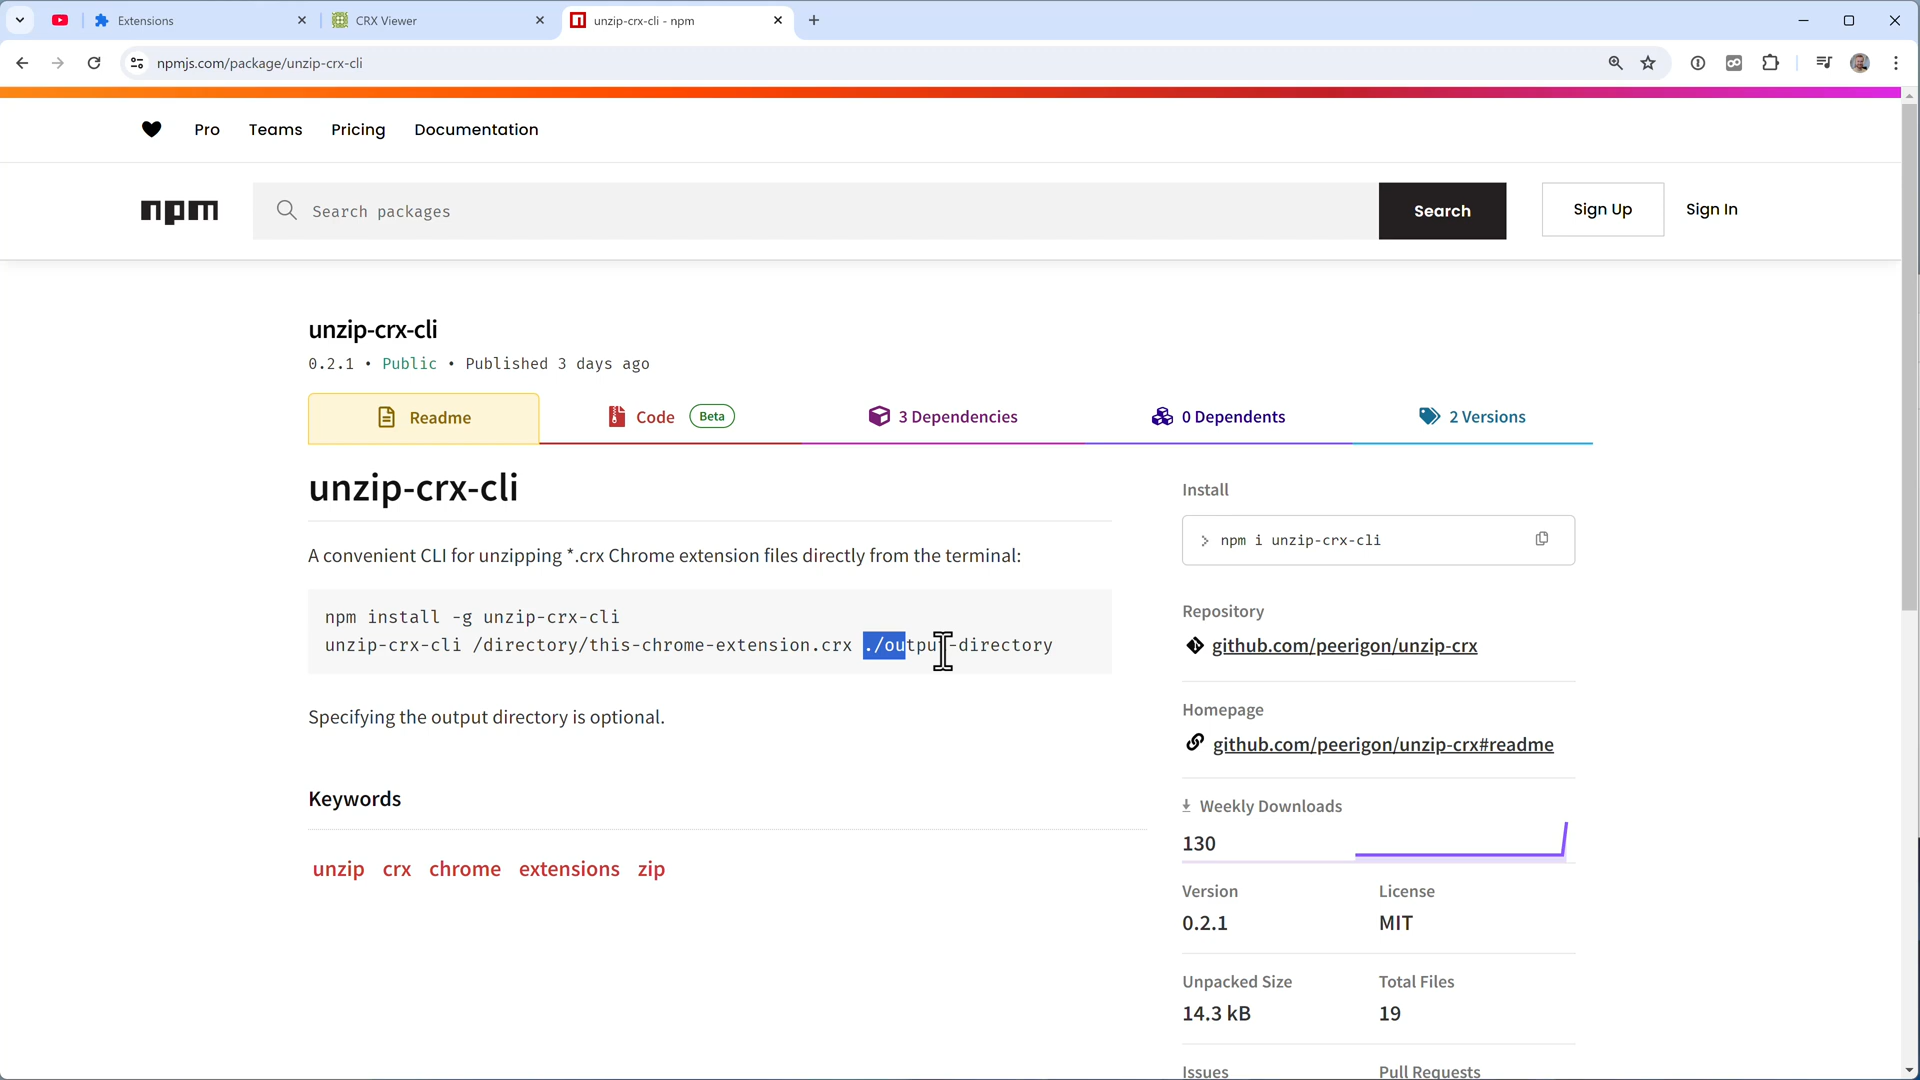 Extensions
CRX Viewer
unzip-crx-cli - npm
npmjs.com/package/unzip-crx-cli
Pro Teams Pricing Documentation
npm
Search packages
Search
Sign Up
Sign In
unzip-crx-cli
0.2.1 • Public • Published 3 days ago
Readme
Code Beta
3 Dependencies
0 Dependents
2 Versions
unzip-crx-cli
A convenient CLI for unzipping *.crx Chrome extension files directly from the terminal:
npm install -g unzip-crx-cli
unzip-crx-cli /directory/this-chrome-extension.crx ./output-directory
Specifying the output directory is optional.
Keywords
unzip crx chrome extensions zip
Install
> npm i unzip-crx-cli
Repository
github.com/peerigon/unzip-crx
Homepage
github.com/peerigon/unzip-crx#readme
Weekly Downloads
130
Version License
0.2.1 MIT
Unpacked Size Total Files
14.3 kB 19
Issues Pull Requests